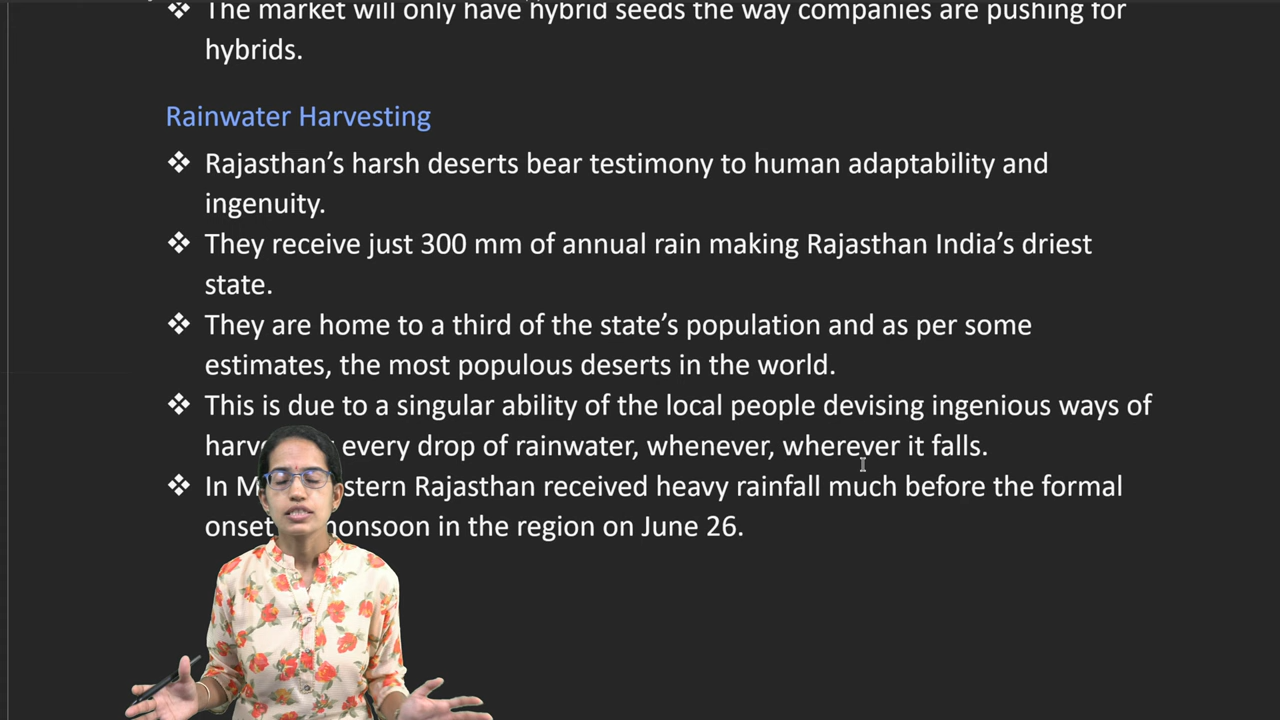 ❖ The market will only have hybrid seeds the way companies are pushing for
hybrids.
Rainwater Harvesting
❖ Rajasthan’s harsh deserts bear testimony to human adaptability and
ingenuity.
❖ They receive just 300 mm of annual rain making Rajasthan India’s driest
state.
❖ They are home to a third of the state’s population and as per some
estimates, the most populous deserts in the world.
❖ This is due to a singular ability of the local people devising ingenious ways of
every drop of rainwater, whenever, wherever it falls.
❖ In Rajasthan received heavy rainfall much before the formal
onset monsoon in the region on June 26.